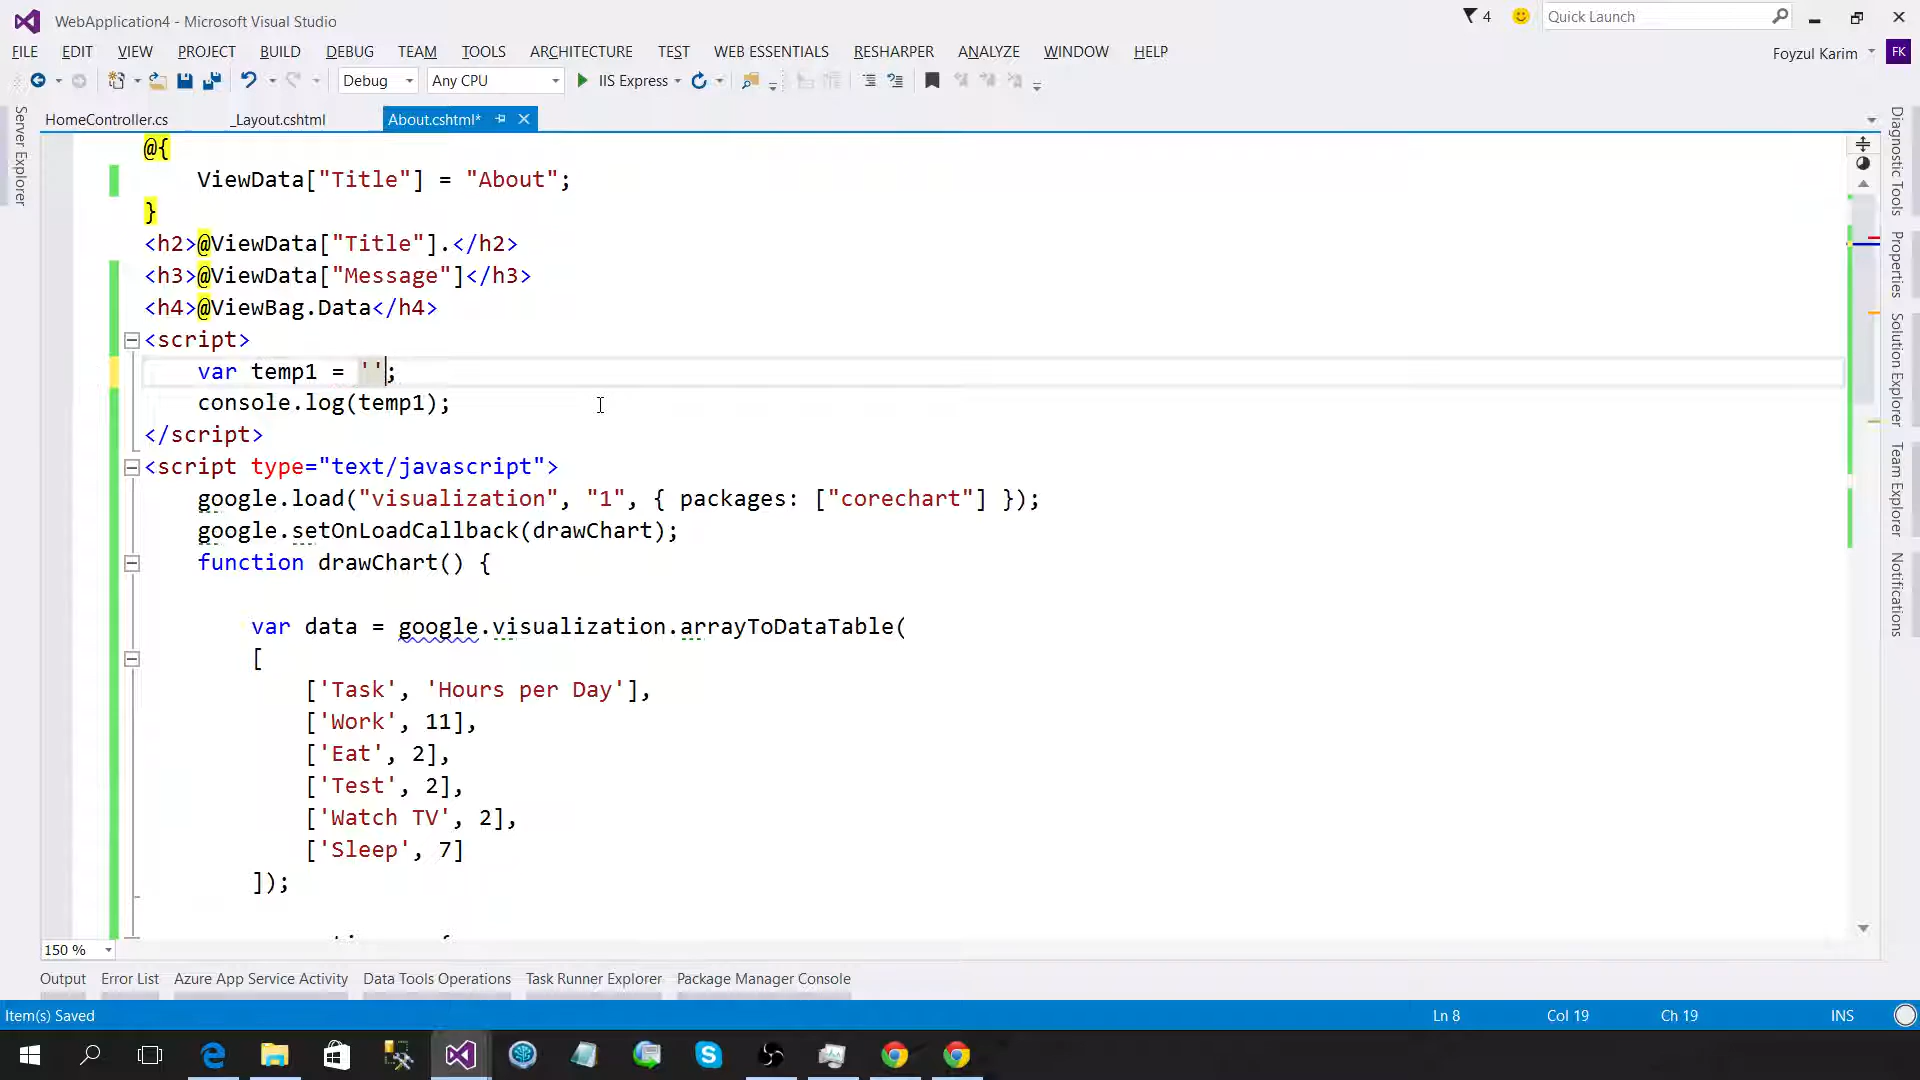 WebApplication4 - Microsoft Visual Studio
4
Quick Launch
FILE EDIT VIEW PROJECT BUILD DEBUG TEAM TOOLS ARCHITECTURE TEST WEB ESSENTIALS RESHARPER ANALYZE WINDOW HELP
Foyzul Karim FK
Debug Any CPU IIS Express
HomeController.cs _Layout.cshtml About.cshtml*
Server Explorer
@{
ViewData["Title"] = "About";
}
<h2>@ViewData["Title"].</h2>
<h3>@ViewData["Message"]</h3>
<h4>@ViewBag.Data</h4>
<script>
var temp1 = '';
console.log(temp1);
</script>
<script type="text/javascript">
google.load("visualization", "1", { packages: ["corechart"] });
google.setOnLoadCallback(drawChart);
function drawChart() {
var data = google.visualization.arrayToDataTable(
[
['Task', 'Hours per Day'],
['Work', 11],
['Eat', 2],
['Test', 2],
['Watch TV', 2],
['Sleep', 7]
]);
Diagnostic Tools
Properties
Solution Explorer
Team Explorer
Notifications
150 %
Output Error List Azure App Service Activity Data Tools Operations Task Runner Explorer Package Manager Console
Item(s) Saved Ln 8 Col 19 Ch 19 INS